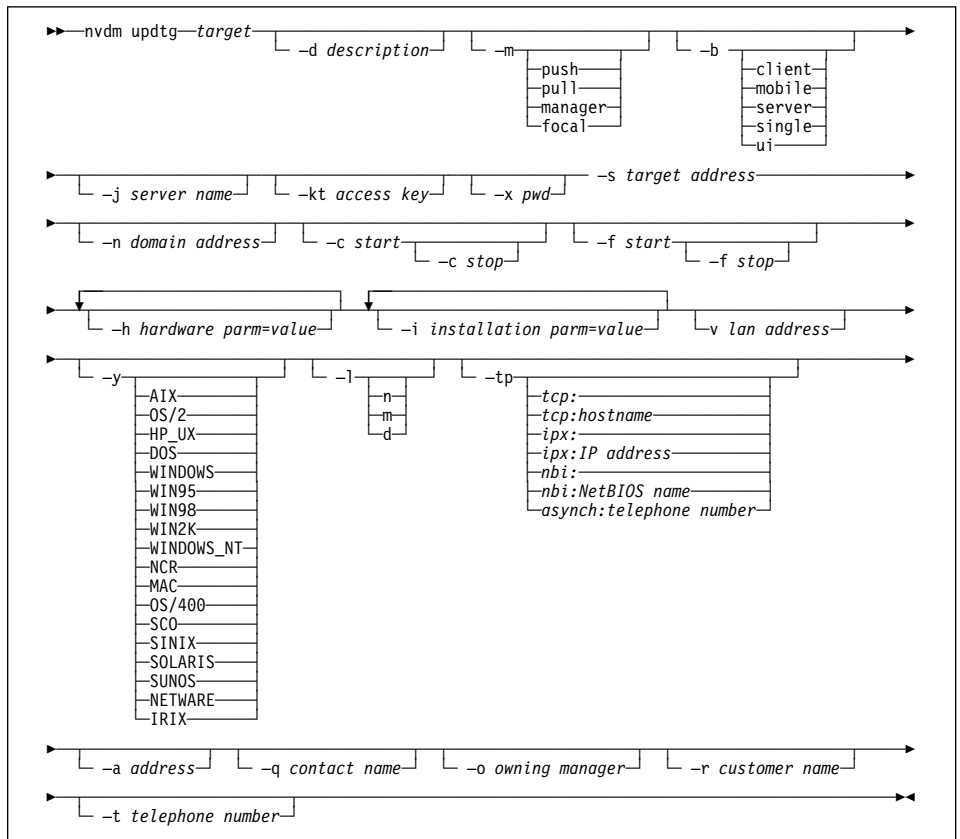 nvdm updtg target
–d description –m –b
push client
pull mobile
manager server
focal single
ui
–j server name –kt access key –x pwd –s target address
–n domain address –c start –f start
–c stop –f stop
–h hardware parm=value –i installation parm=value v lan address
–y –l –tp
AIX n tcp:
OS/2 m tcp:hostname
HP_UX d ipx:
DOS ipx:IP address
WINDOWS nbi:
WIN95 nbi:NetBIOS name
WIN98 asynch:telephone number
WIN2K
WINDOWS_NT
NCR
MAC
OS/400
SCO
SINIX
SOLARIS
SUNOS
NETWARE
IRIX
–a address –q contact name –o owning manager –r customer name
–t telephone number